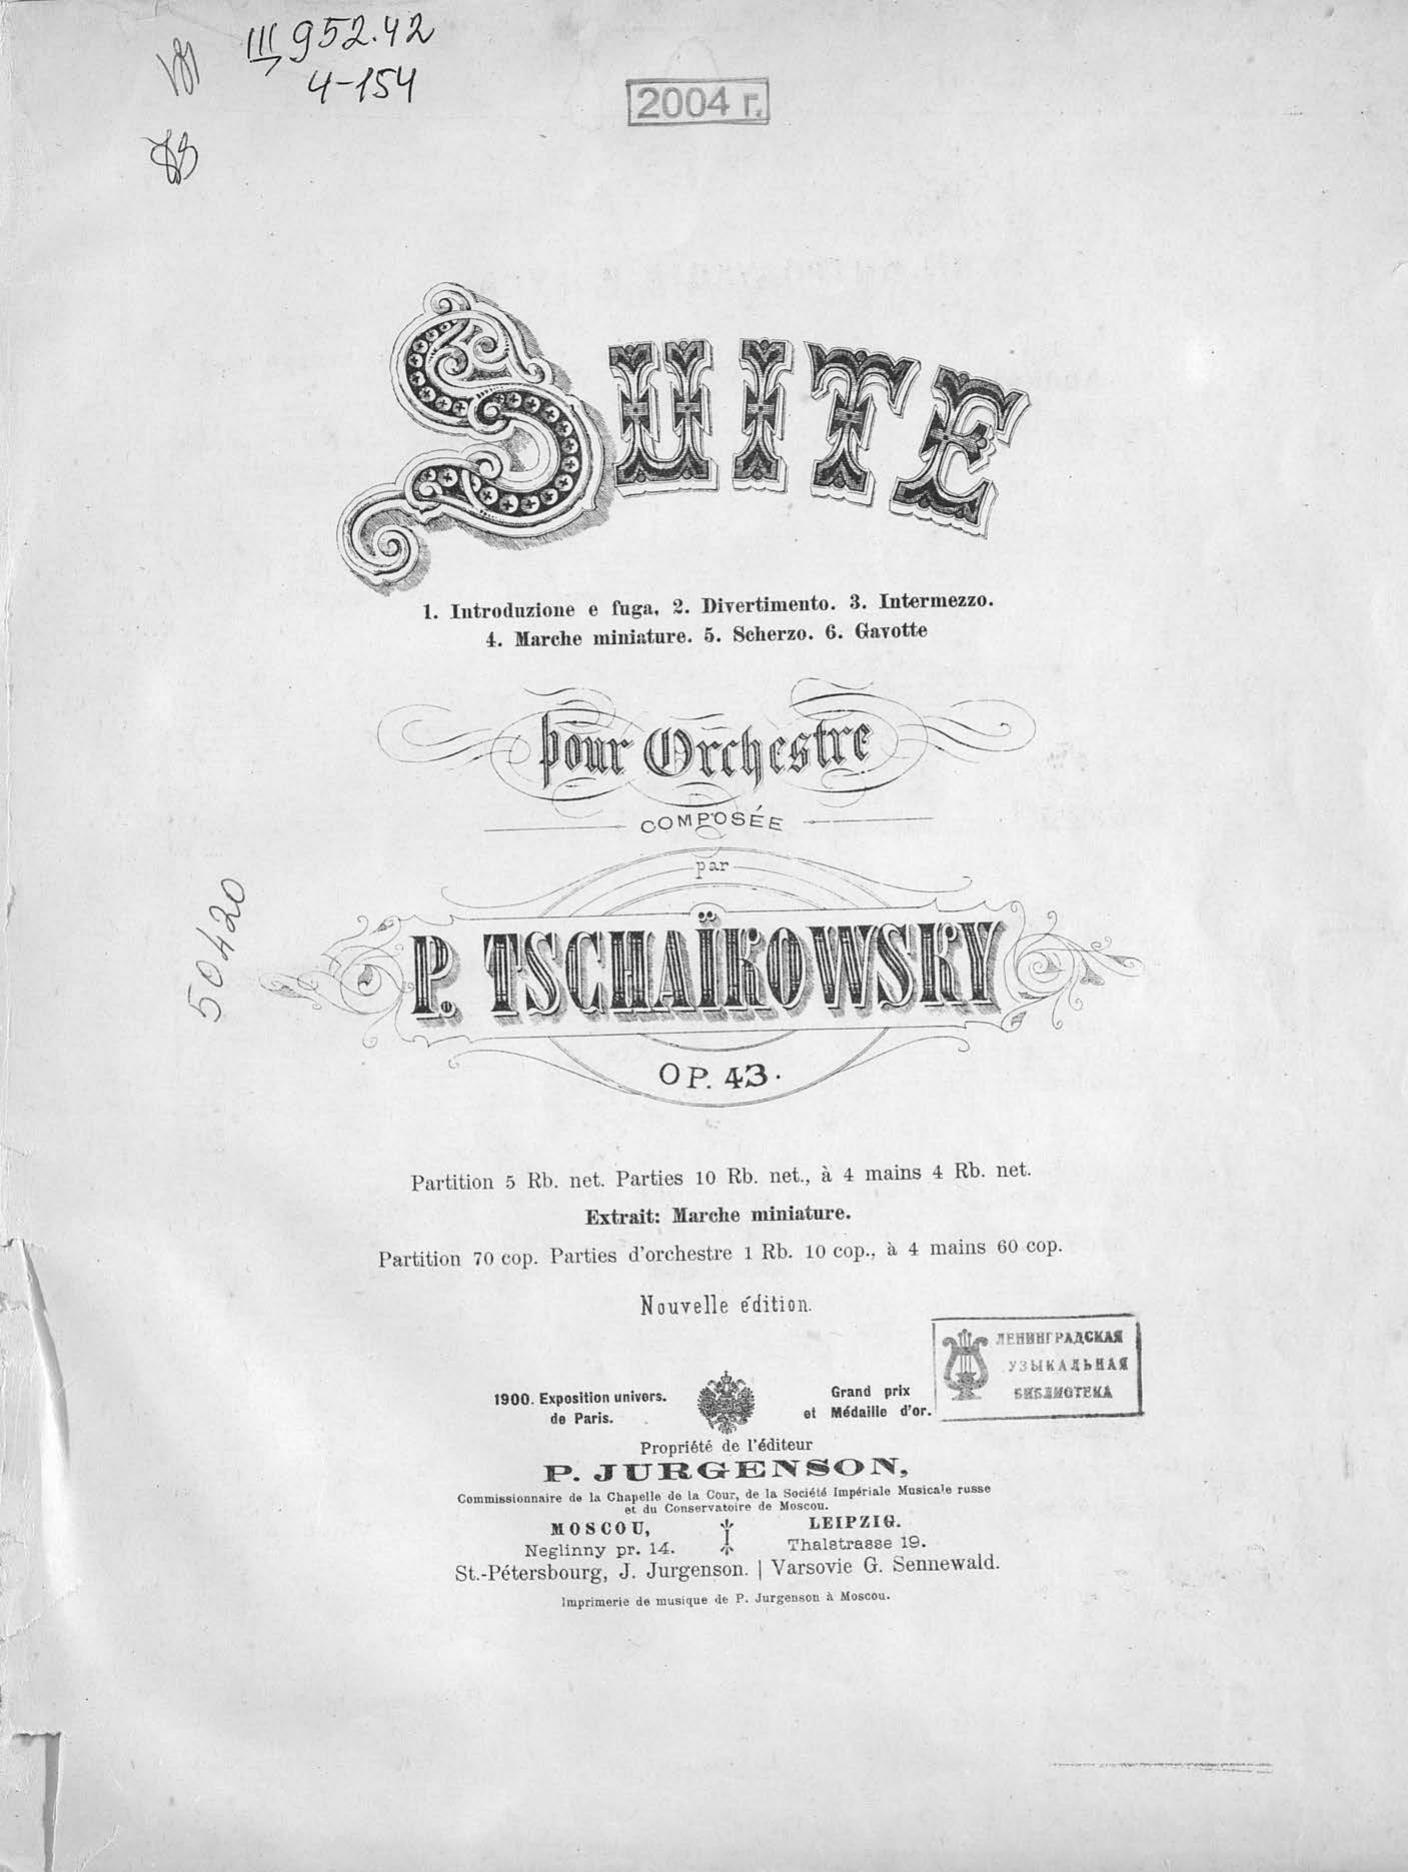 III 952.42
4-154
2004 г.
SUITE
1. Introduzione e fuga, 2. Divertimento. 3. Intermezzo.
4. Marche miniature. 5. Scherzo. 6. Gavotte
pour Orchestre
COMPOSÉE
par
P. TSCHAÏKOWSKY
OP. 43.
50420
Partition 5 Rb. net. Parties 10 Rb. net., à 4 mains 4 Rb. net.
Extrait: Marche miniature.
Partition 70 cop. Parties d'orchestre 1 Rb. 10 cop., à 4 mains 60 cop.
Nouvelle édition.
ЛЕНИНГРАДСКАЯ
УЗЫКАЛЬНАЯ
БИБЛИОТЕКА
1900. Exposition univers.
de Paris.
Grand prix
et Médaille d'or.
Propriété de l'éditeur
P. JURGENSON,
Commissionnaire de la Chapelle de la Cour, de la Société Impériale Musicale russe
et du Conservatoire de Moscou.
MOSCOU,
Neglinny pr. 14.
LEIPZIG.
Thalstrasse 19.
St.-Pétersbourg, J. Jurgenson. | Varsovie G. Sennewald.
Imprimerie de musique de P. Jurgenson à Moscou.